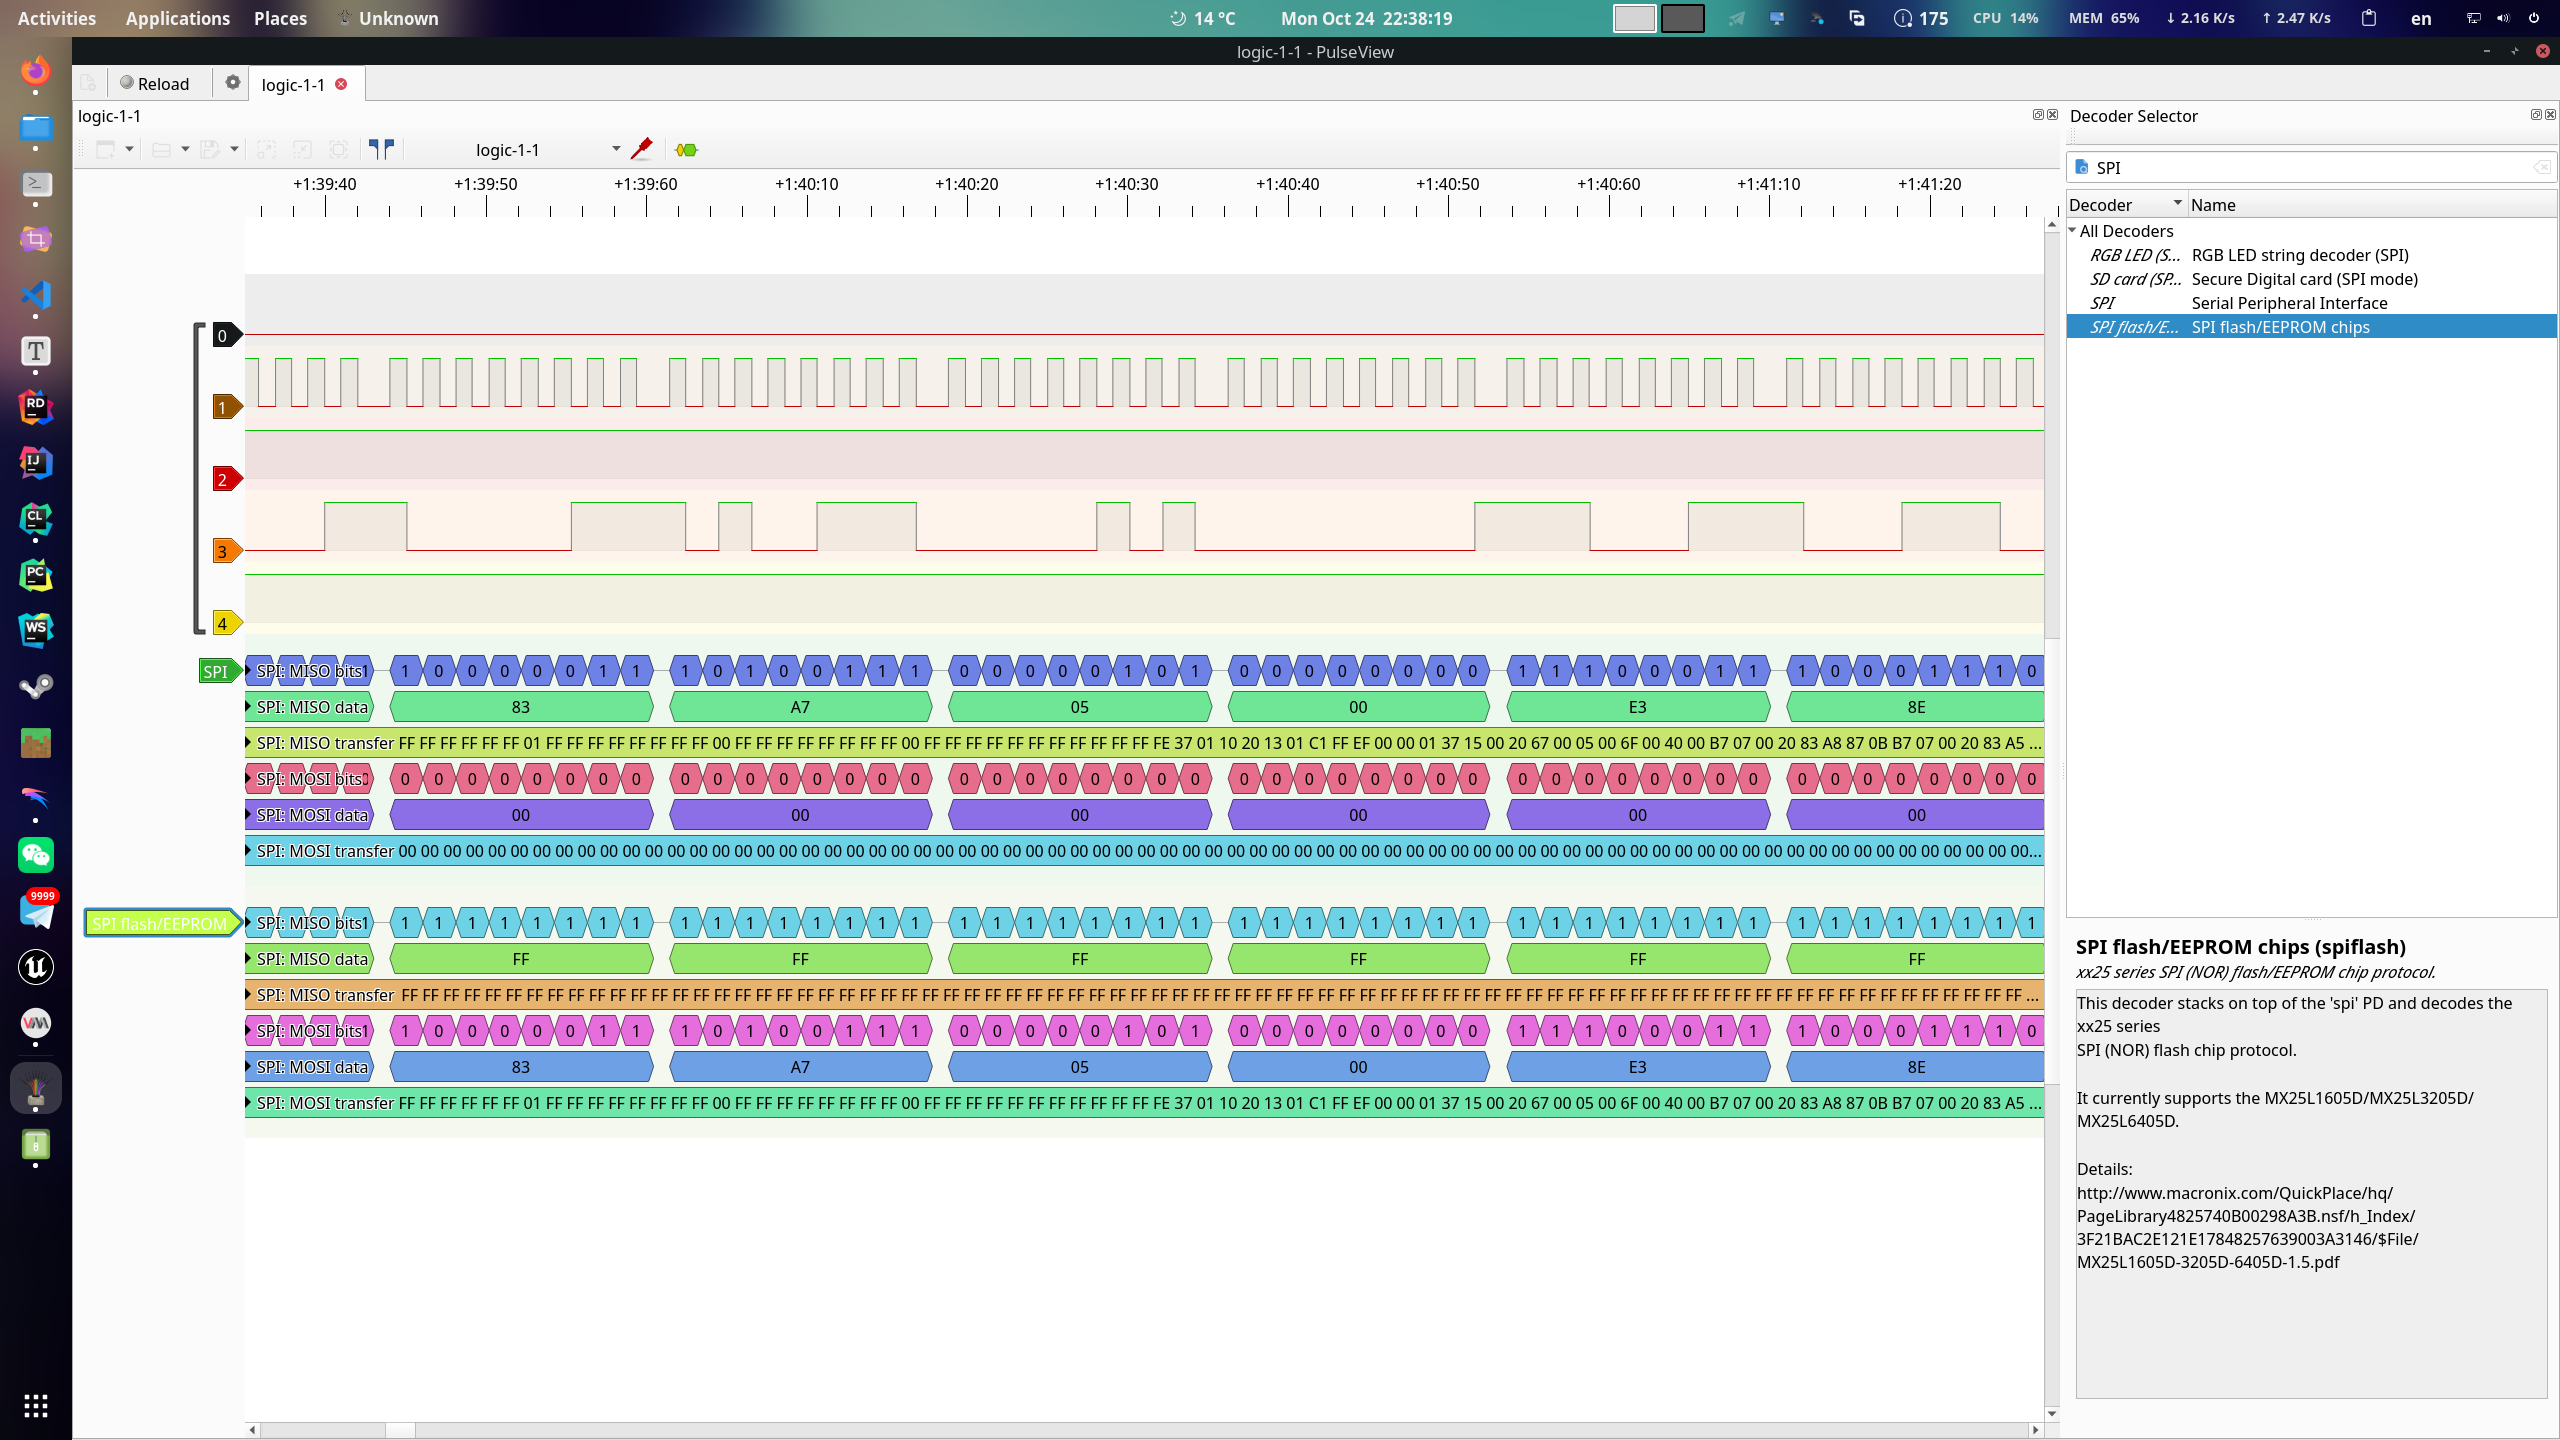 Activities Applications Places Unknown 14 °C Mon Oct 24 22:38:19 175 CPU 14% MEM 65% ↓ 2.16 K/s ↑ 2.47 K/s en
logic-1-1 - PulseView
Reload logic-1-1
logic-1-1
Decoder Selector
logic-1-1
SPI
+1:39:40 +1:39:50 +1:39:60 +1:40:10 +1:40:20 +1:40:30 +1:40:40 +1:40:50 +1:40:60 +1:41:10 +1:41:20
Decoder Name
All Decoders
RGB LED (S... RGB LED string decoder (SPI)
SD card (SP... Secure Digital card (SPI mode)
SPI Serial Peripheral Interface
SPI flash/E... SPI flash/EEPROM chips
0
1
2
3
4
SPI
SPI: MISO bits 1 1 0 0 0 0 0 1 1 1 0 1 0 0 1 1 1 0 0 0 0 0 1 0 1 0 0 0 0 0 0 0 0 1 1 1 0 0 0 1 1 1 0 0 0 1 1 1 0
SPI: MISO data 83 A7 05 00 E3 8E
SPI: MISO transfer FF FF FF FF FF FF 01 FF FF FF FF FF FF FF FF 00 FF FF FF FF FF FF FF FF 00 FF FF FF FF FF FF FF FF FF FF FE 37 01 10 20 13 01 C1 FF EF 00 00 01 37 15 00 20 67 00 05 00 6F 00 40 00 B7 07 00 20 83 A8 87 0B B7 07 00 20 83 A5 ...
SPI: MOSI bits 0 0 0 0 0 0 0 0 0 0 0 0 0 0 0 0 0 0 0 0 0 0 0 0 0 0 0 0 0 0 0 0 0 0 0 0 0 0 0 0 0 0 0 0 0 0 0 0 0
SPI: MOSI data 00 00 00 00 00 00
SPI: MOSI transfer 00 00 00 00 00 00 00 00 00 00 00 00 00 00 00 00 00 00 00 00 00 00 00 00 00 00 00 00 00 00 00 00 00 00 00 00 00 00 00 00 00 00 00 00 00 00 00 00 00 00 00 00 00 00 00 00 00 00 00 00 00 00 00 00 00 00 00 00 00 00 00 00 00...
SPI flash/EEPROM
SPI: MISO bits 1 1 1 1 1 1 1 1 1 1 1 1 1 1 1 1 1 1 1 1 1 1 1 1 1 1 1 1 1 1 1 1 1 1 1 1 1 1 1 1 1 1 1 1 1 1 1 1 1
SPI: MISO data FF FF FF FF FF FF
SPI: MISO transfer FF FF FF FF FF FF FF FF FF FF FF FF FF FF FF FF FF FF FF FF FF FF FF FF FF FF FF FF FF FF FF FF FF FF FF FF FF FF FF FF FF FF FF FF FF FF FF FF FF FF FF FF FF FF FF FF FF FF FF FF FF FF FF FF FF FF FF FF FF FF FF FF FF FF FF FF FF ...
SPI: MOSI bits 1 1 0 0 0 0 0 1 1 1 0 1 0 0 1 1 1 0 0 0 0 0 1 0 1 0 0 0 0 0 0 0 0 1 1 1 0 0 0 1 1 1 0 0 0 1 1 1 0
SPI: MOSI data 83 A7 05 00 E3 8E
SPI: MOSI transfer FF FF FF FF FF FF 01 FF FF FF FF FF FF FF FF 00 FF FF FF FF FF FF FF FF 00 FF FF FF FF FF FF FF FF FF FF FE 37 01 10 20 13 01 C1 FF EF 00 00 01 37 15 00 20 67 00 05 00 6F 00 40 00 B7 07 00 20 83 A8 87 0B B7 07 00 20 83 A5 ...
SPI flash/EEPROM chips (spiflash)
xx25 series SPI (NOR) flash/EEPROM chip protocol.
This decoder stacks on top of the 'spi' PD and decodes the
xx25 series
SPI (NOR) flash chip protocol.
It currently supports the MX25L1605D/MX25L3205D/
MX25L6405D.
Details:
http://www.macronix.com/QuickPlace/hq/
PageLibrary4825740B00298A3B.nsf/h_Index/
3F21BAC2E121E17848257639003A3146/$File/
MX25L1605D-3205D-6405D-1.5.pdf
T
RD
IJ
CL
PC
WS
9999